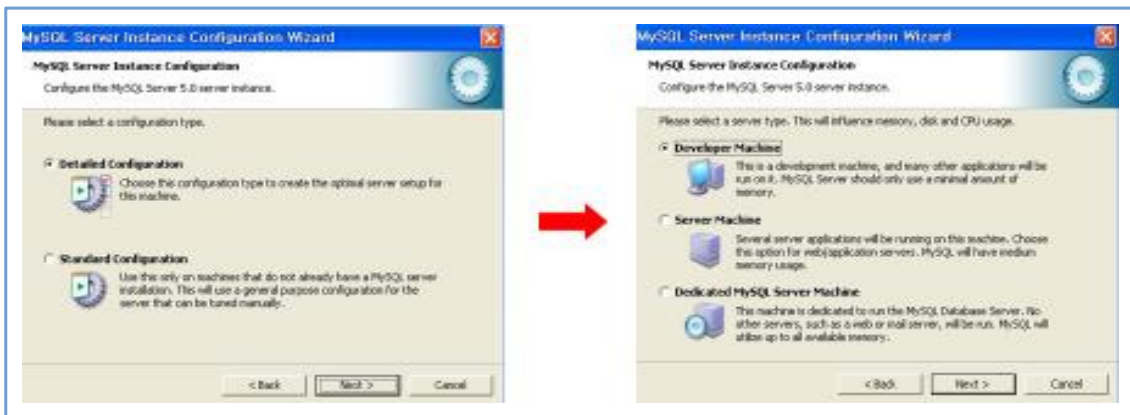 MySQL Server Instance Configuration Wizard
MySQL Server Instance Configuration
Configure the MySQL Server 5.0 server instance.
Please select a configuration type.
Detailed Configuration
Choose this configuration type to create the optimal server setup for
this machine.
Standard Configuration
Use this only on machines that do not already have a MySQL server
installation. This will use a general purpose configuration for the
server that can be tuned manually.
< Back
Next >
Cancel
MySQL Server Instance Configuration Wizard
MySQL Server Instance Configuration
Configure the MySQL Server 5.0 server instance.
Please select a server type. This will influence memory, disk and CPU usage.
Developer Machine
This is a development machine, and many other applications will be
run on it. MySQL Server should only use a minimal amount of
memory.
Server Machine
Several server applications will be running on this machine. Choose
this option for web/application servers. MySQL will have medium
memory usage.
Dedicated MySQL Server Machine
This machine is dedicated to run the MySQL Database Server. No
other servers, such as a web or mail server, will be run. MySQL will
utilize up to all available memory.
< Back
Next >
Cancel